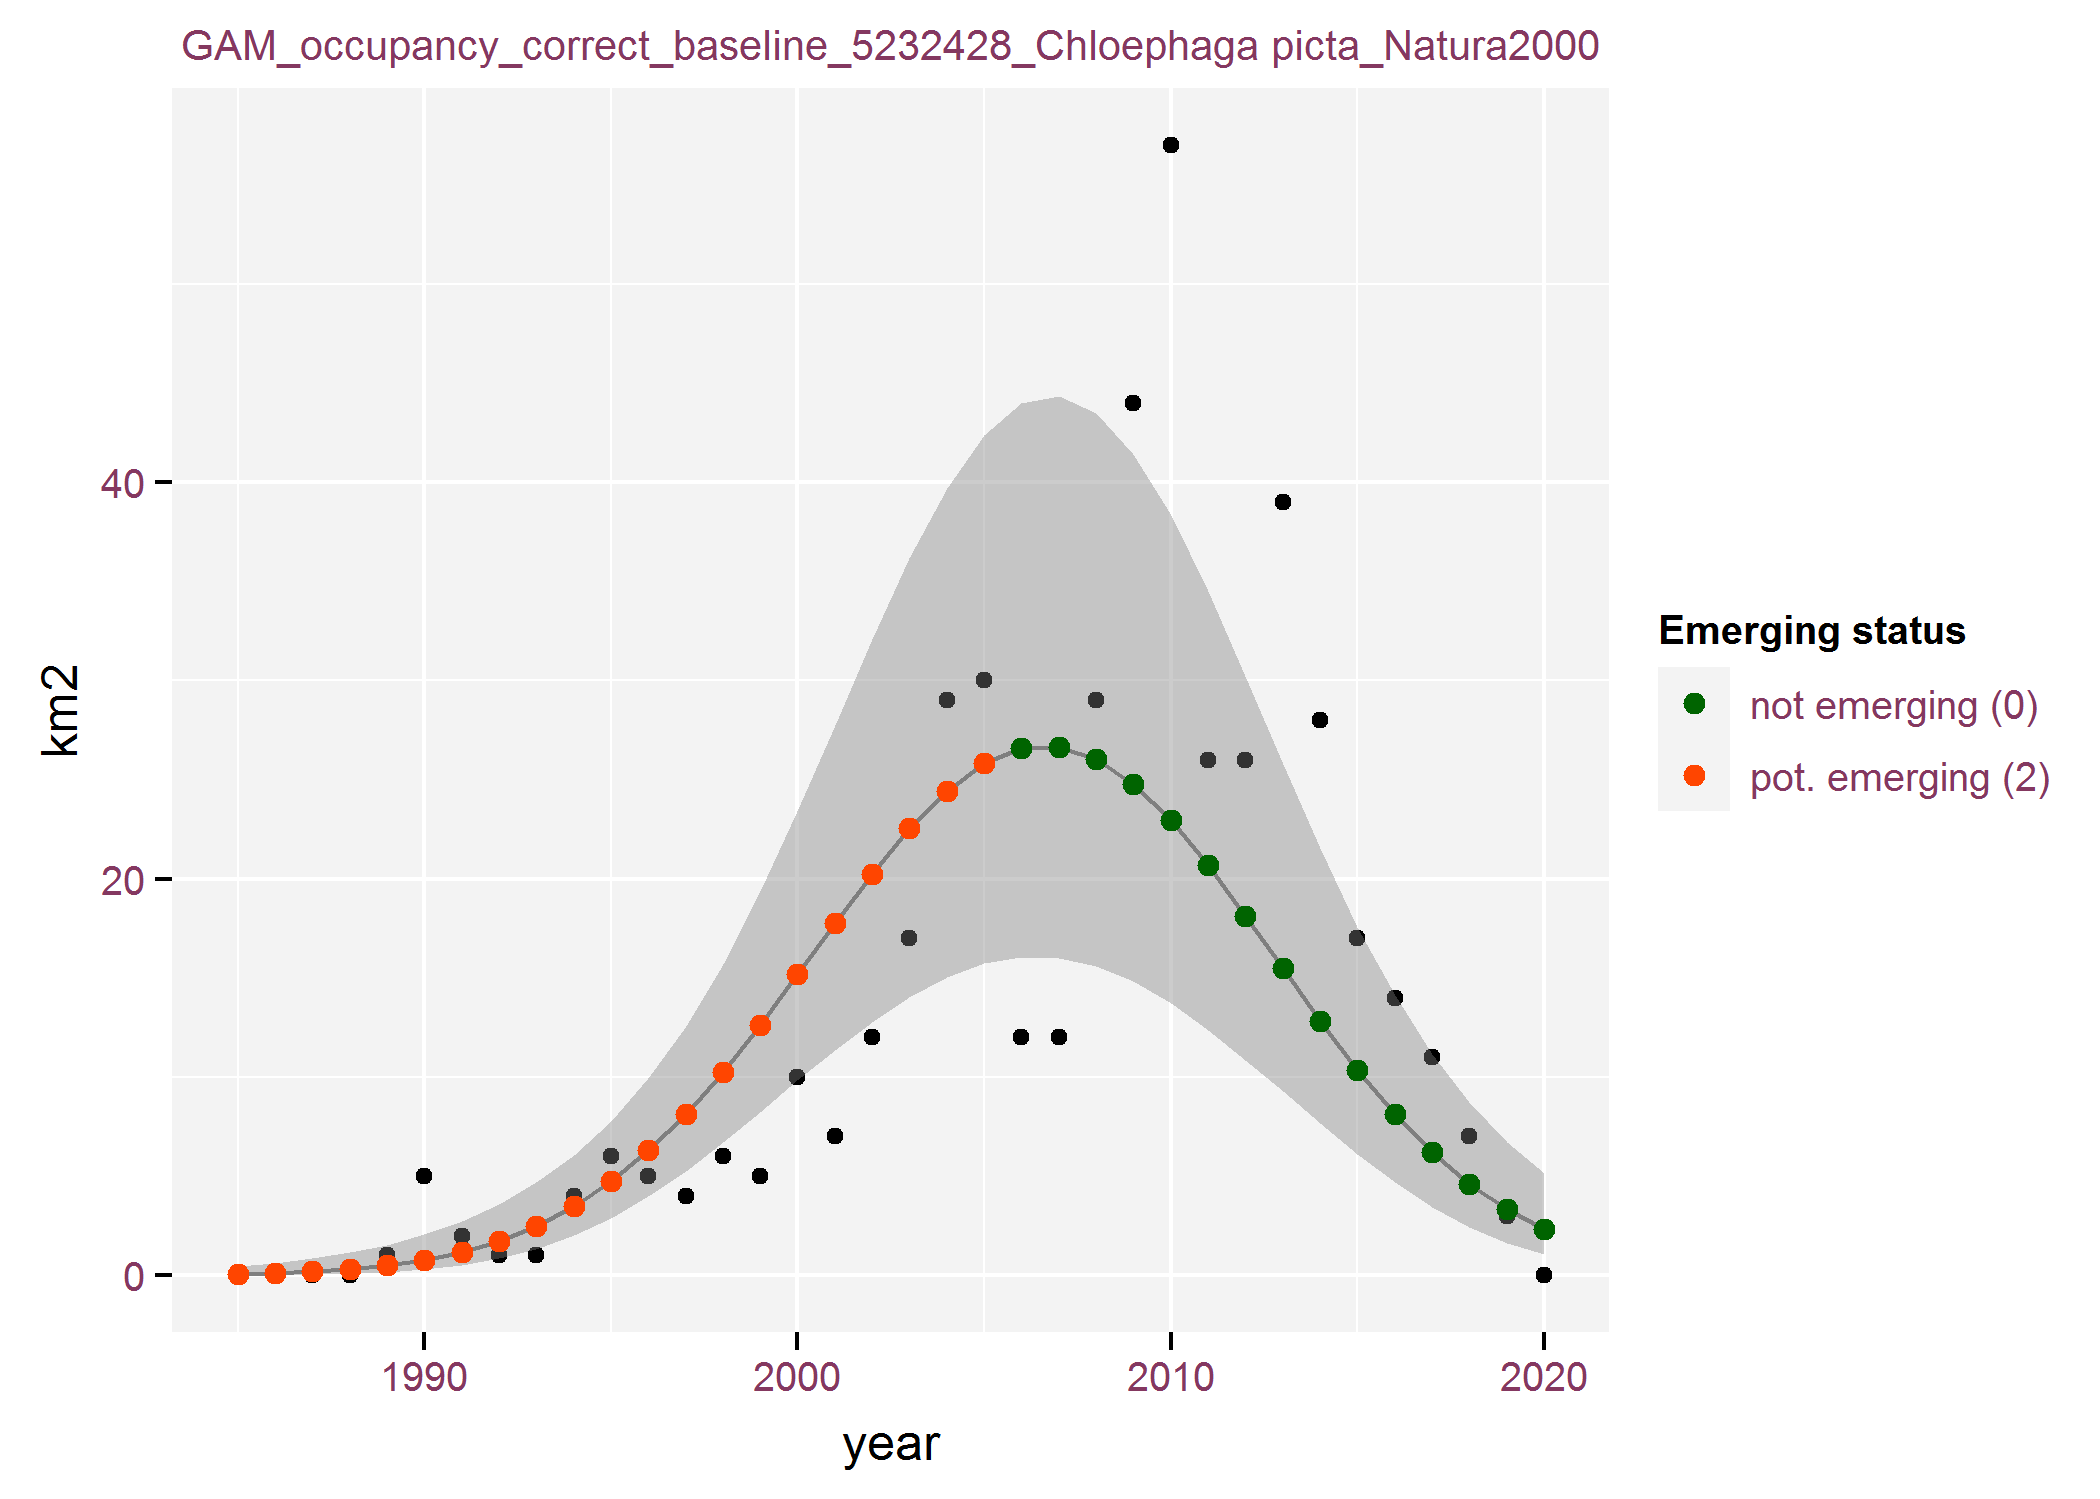 GAM_occupancy_correct_baseline_5232428_Chloephaga picta_Natura2000
km2
40
20
0
1990
2000
2010
2020
year
Emerging status
not emerging (0)
pot. emerging (2)